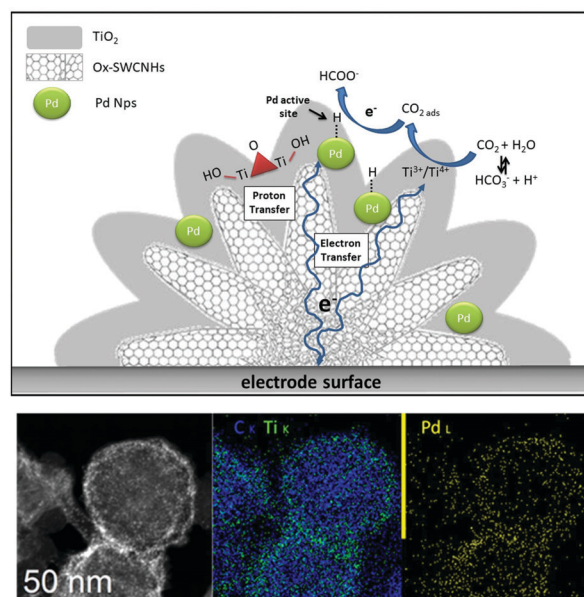 TiO2
Ox-SWCNHs
Pd Pd Nps
HCOO-
Pd active
site
H
e-
CO2 ads
CO2 + H2O
HCO3- + H+
O
HO Ti Ti OH
Pd
H
Ti3+/Ti4+
Proton
Transfer
Pd
Pd
Electron
Transfer
e-
Pd
electrode surface
C K Ti K
Pd L
50 nm